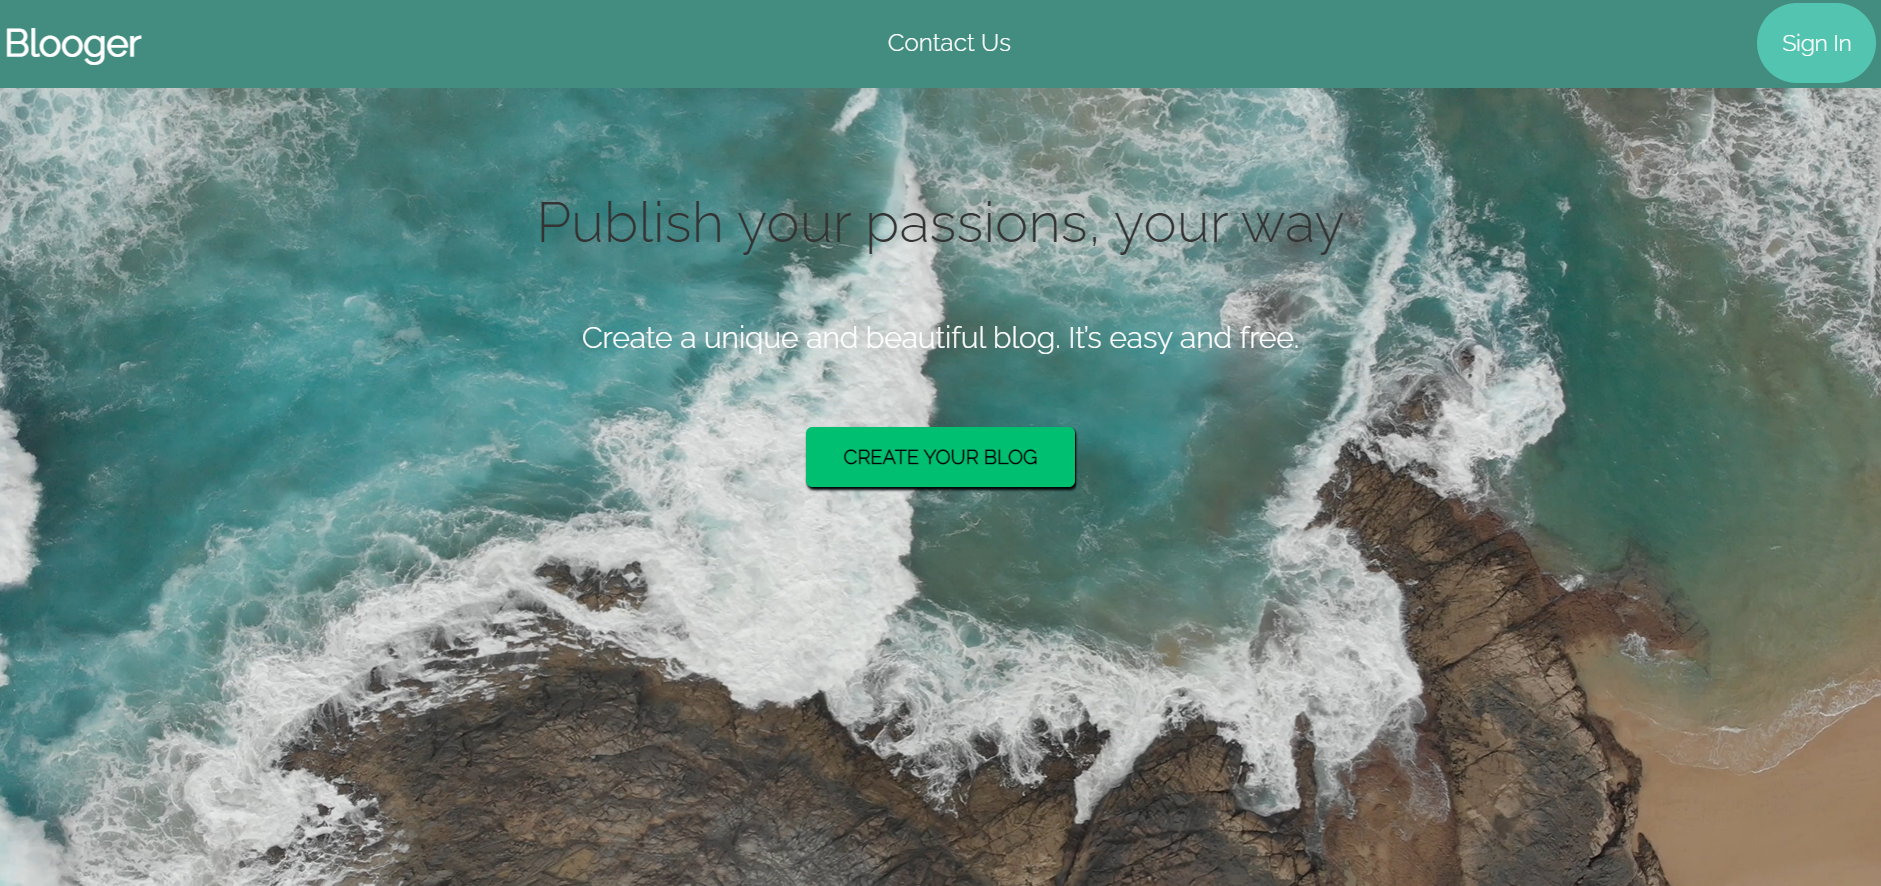 Blooger
Contact Us
Sign In
Publish your passions, your way
Create a unique and beautiful blog. It's easy and free.
CREATE YOUR BLOG